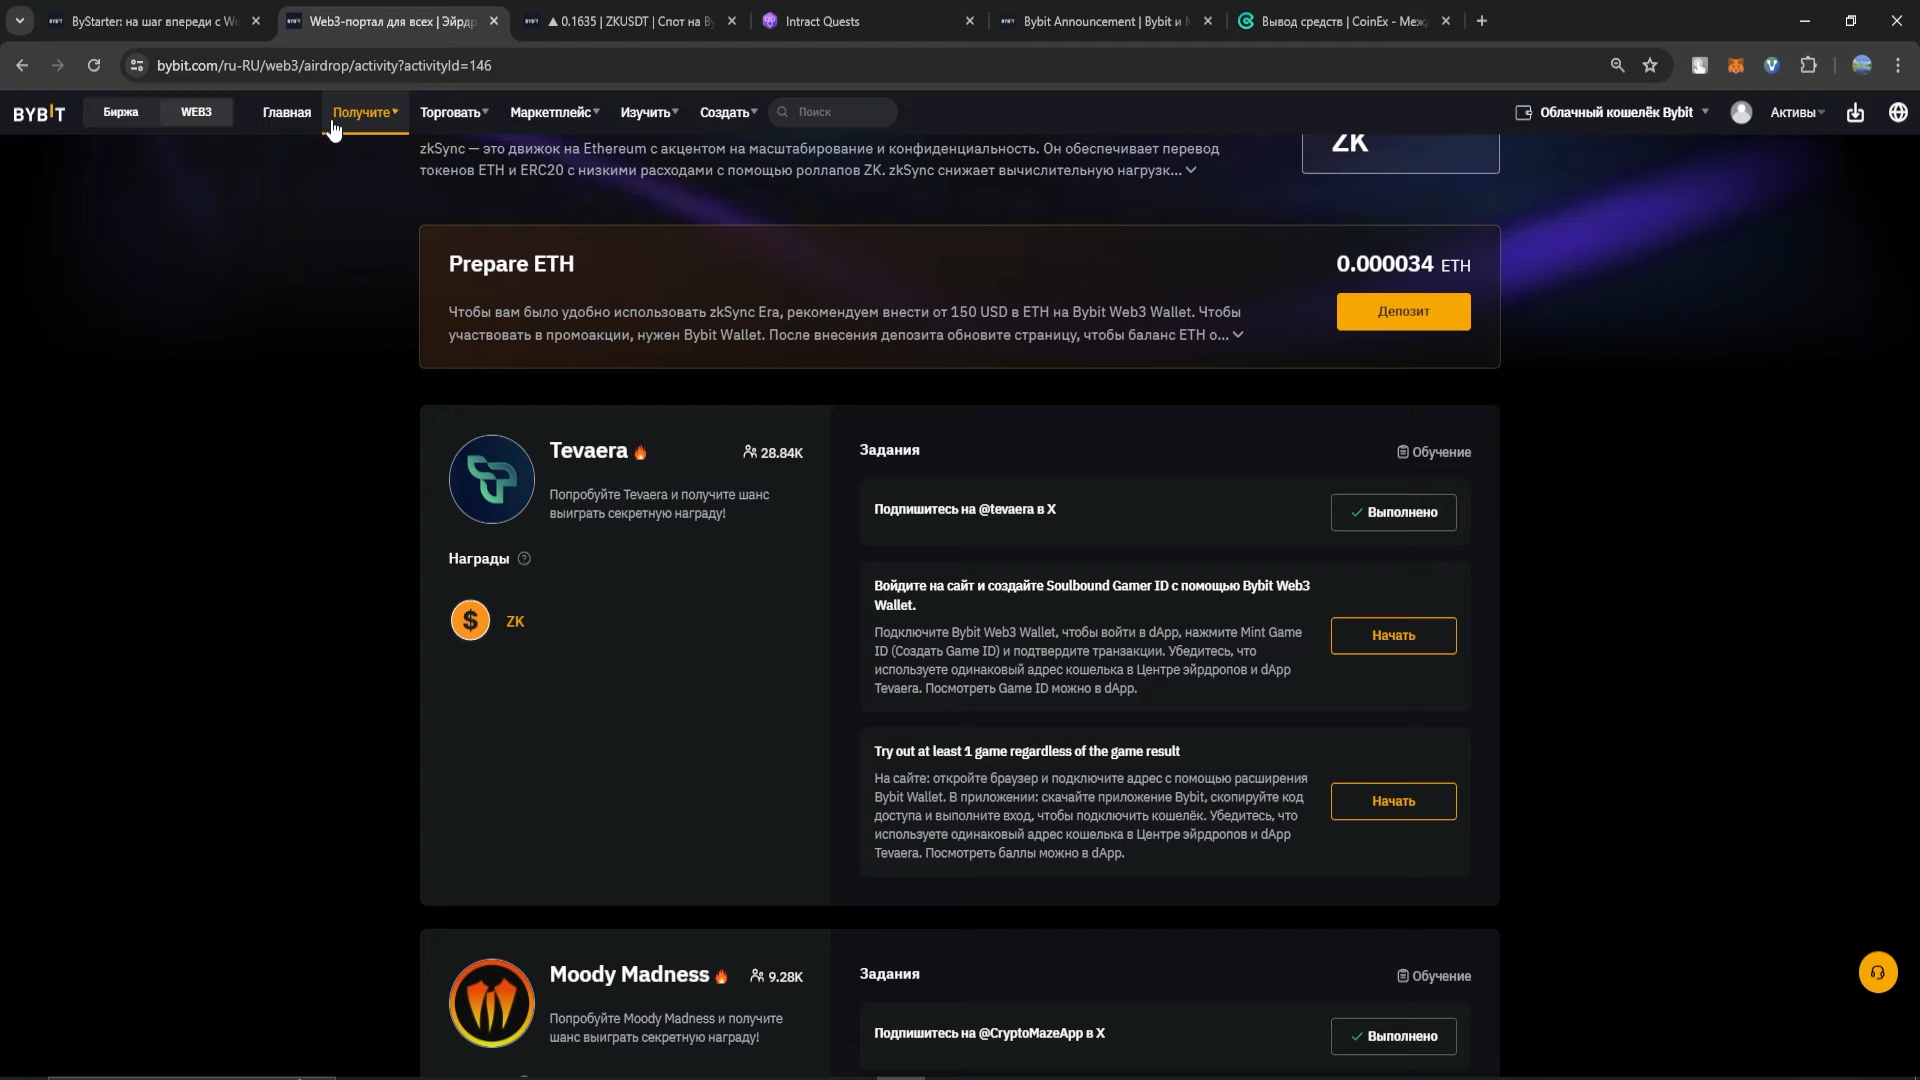 ByStarter: на шаг впереди с We
Web3-портал для всех | Эйрдр
▲ 0.1635 | ZKUSDT | Спот на By
Intract Quests
Bybit Announcement | Bybit и M
Вывод средств | CoinEx - Меж
bybit.com/ru-RU/web3/airdrop/activity?activityId=146
BYBIT
Биржа
WEB3
Главная
Получите
Торговать
Маркетплейс
Изучить
Создать
Поиск
Облачный кошелёк Bybit
Активы
zkSync — это движок на Ethereum с акцентом на масштабирование и конфиденциальность. Он обеспечивает перевод
токенов ETH и ERC20 с низкими расходами с помощью роллапов ZK. zkSync снижает вычислительную нагрузк...
ZK
Prepare ETH
0.000034 ETH
Чтобы вам было удобно использовать zkSync Era, рекомендуем внести от 150 USD в ETH на Bybit Web3 Wallet. Чтобы
участвовать в промоакции, нужен Bybit Wallet. После внесения депозита обновите страницу, чтобы баланс ETH о...
Депозит
Tevaera
28.84K
Попробуйте Tevaera и получите шанс
выиграть секретную награду!
Награды
$
ZK
Задания
Обучение
Подпишитесь на @tevaera в X
Выполнено
Войдите на сайт и создайте Soulbound Gamer ID с помощью Bybit Web3
Wallet.
Подключите Bybit Web3 Wallet, чтобы войти в dApp, нажмите Mint Game
ID (Создать Game ID) и подтвердите транзакции. Убедитесь, что
используете одинаковый адрес кошелька в Центре эйрдропов и dApp
Tevaera. Посмотреть Game ID можно в dApp.
Начать
Try out at least 1 game regardless of the game result
На сайте: откройте браузер и подключите адрес с помощью расширения
Bybit Wallet. В приложении: скачайте приложение Bybit, скопируйте код
доступа и выполните вход, чтобы подключить кошелёк. Убедитесь, что
используете одинаковый адрес кошелька в Центре эйрдропов и dApp
Tevaera. Посмотреть баллы можно в dApp.
Начать
Moody Madness
9.28K
Попробуйте Moody Madness и получите
шанс выиграть секретную награду!
Задания
Обучение
Подпишитесь на @CryptoMazeApp в X
Выполнено